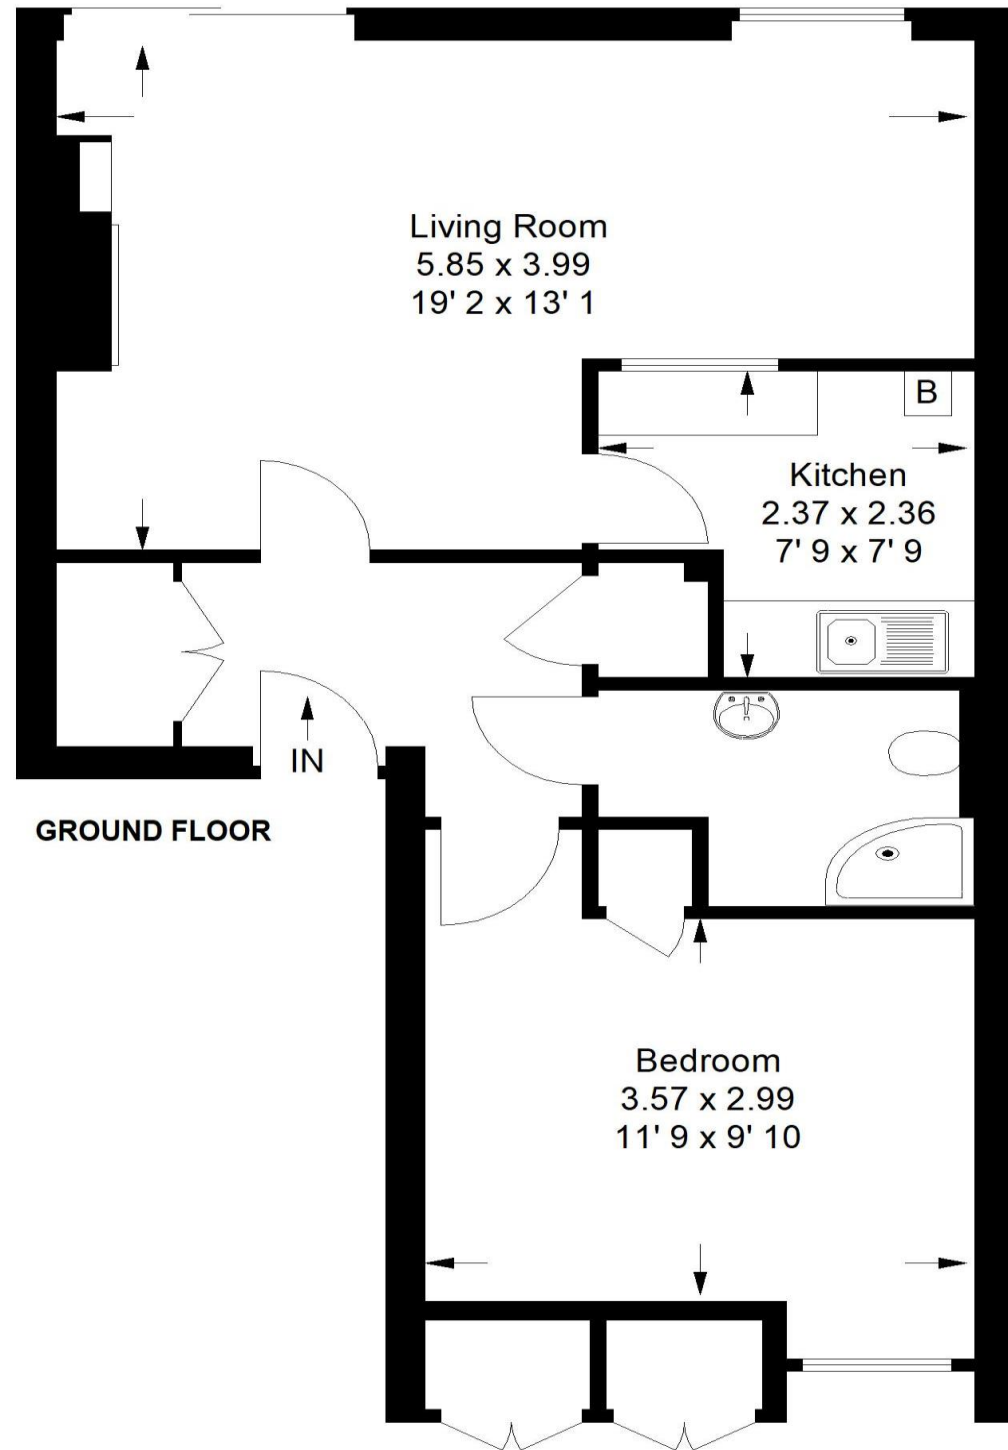 Living Room
5.85 x 3.99
19' 2 x 13' 1
B
Kitchen
2.37 x 2.36
7' 9 x 7' 9
IN
GROUND FLOOR
Bedroom
3.57 x 2.99
11' 9 x 9' 10